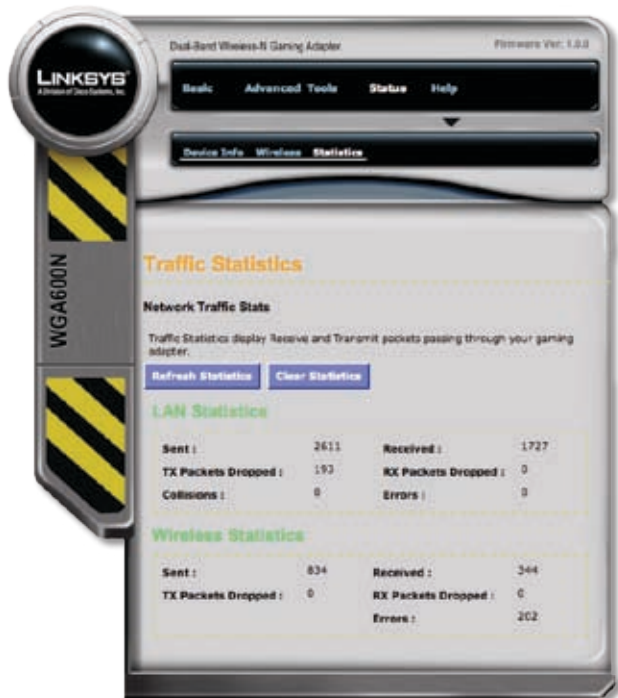 Dual-Band Wireless-N Gaming Adapter
Firmware Ver: 1.0.0
LINKSYS®
A Division of Cisco Systems, Inc.
Basic Advanced Tools Status Help
Device Info Wireless Statistics
WGA600N
Traffic Statistics
Network Traffic Stats
Traffic Statistics display Receive and Transmit packets passing through your gaming
adapter.
Refresh Statistics Clear Statistics
LAN Statistics
Sent : 2611 Received : 1727
TX Packets Dropped : 193 RX Packets Dropped : 0
Collisions : 0 Errors : 0
Wireless Statistics
Sent : 834 Received : 344
TX Packets Dropped : 0 RX Packets Dropped : 0
Errors : 202